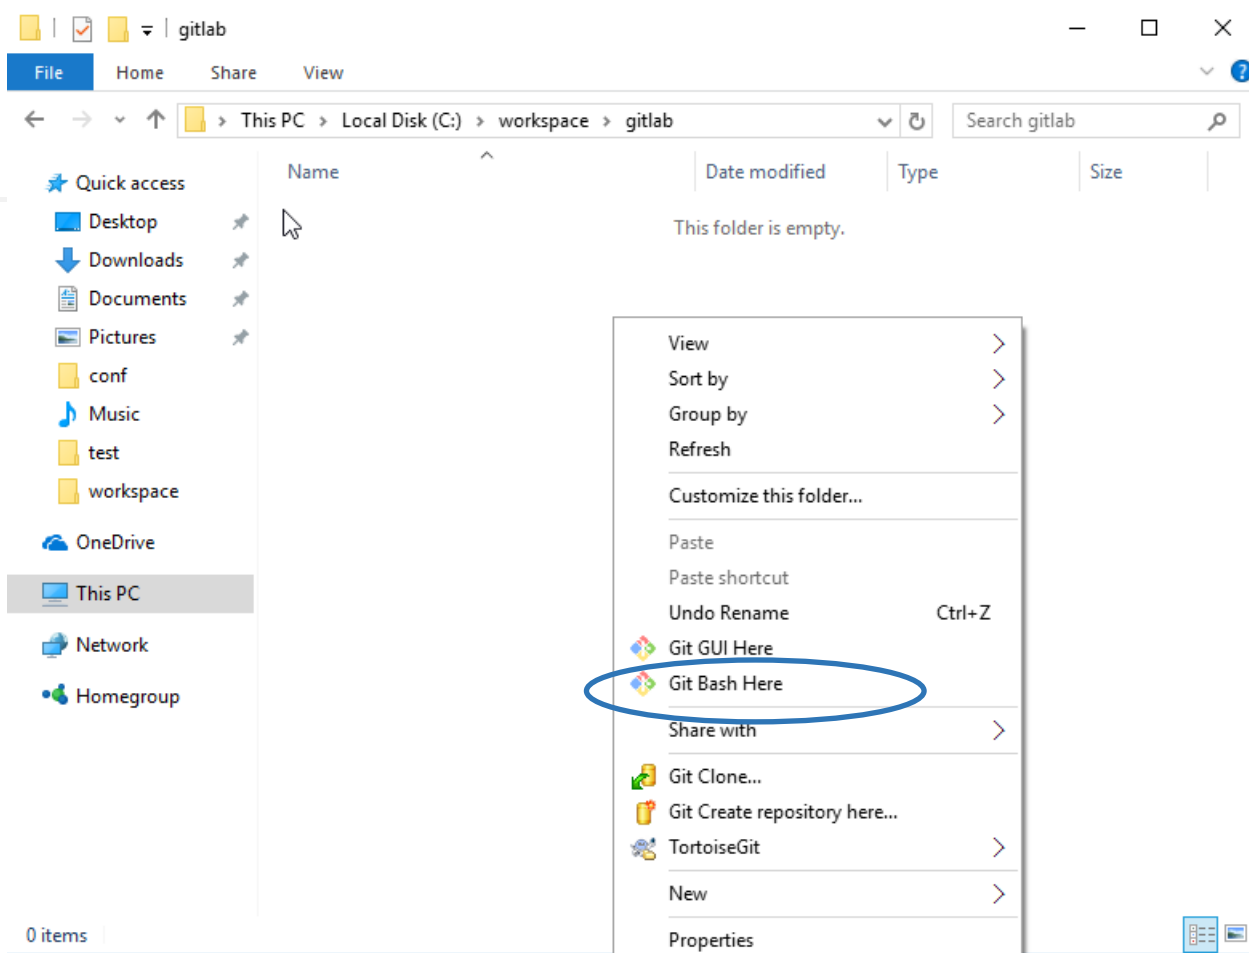 gitlab
File Home Share View
This PC > Local Disk (C:) > workspace > gitlab
Search gitlab
Name Date modified Type Size
This folder is empty.
Quick access
Desktop
Downloads
Documents
Pictures
conf
Music
test
workspace
OneDrive
This PC
Network
Homegroup
View
Sort by
Group by
Refresh
Customize this folder...
Paste
Paste shortcut
Undo Rename Ctrl+Z
Git GUI Here
Git Bash Here
Share with
Git Clone...
Git Create repository here...
TortoiseGit
New
Properties
0 items